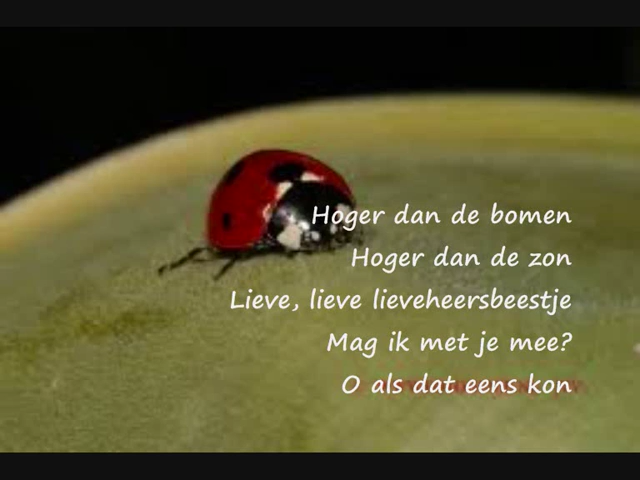 Hoger dan de bomen
Hoger dan de zon
Lieve, lieve lieveheersbeestje
Mag ik met je mee?
O als dat eens kon